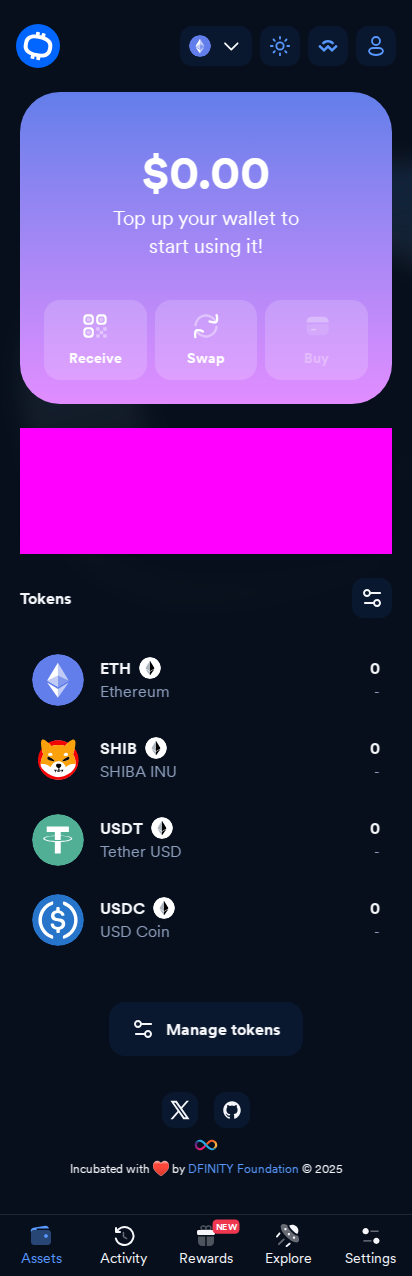 $0.00
Top up your wallet to
start using it!
Receive
Swap
Buy
Tokens
ETH
0
Ethereum
-
SHIB
0
SHIBA INU
-
USDT
0
Tether USD
-
USDC
0
USD Coin
-
Manage tokens
Incubated with ❤️ by DFINITY Foundation © 2025
NEW
Assets
Activity
Rewards
Explore
Settings